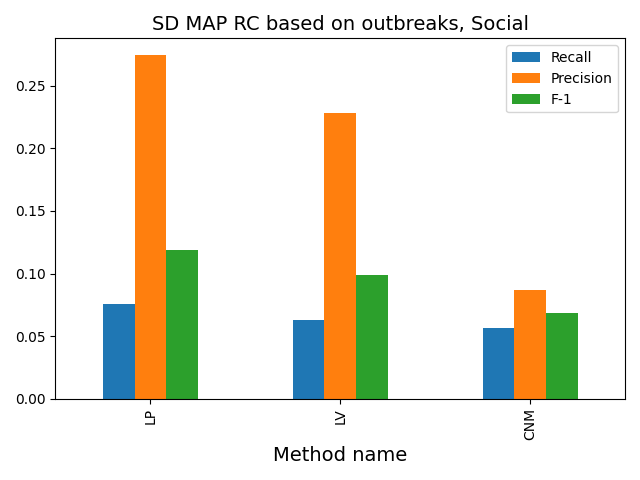 SD MAP RC based on outbreaks, Social
Recall
Precision
F-1
0.25
0.20
0.15
0.10
0.05
0.00
LP
LV
CNM
Method name